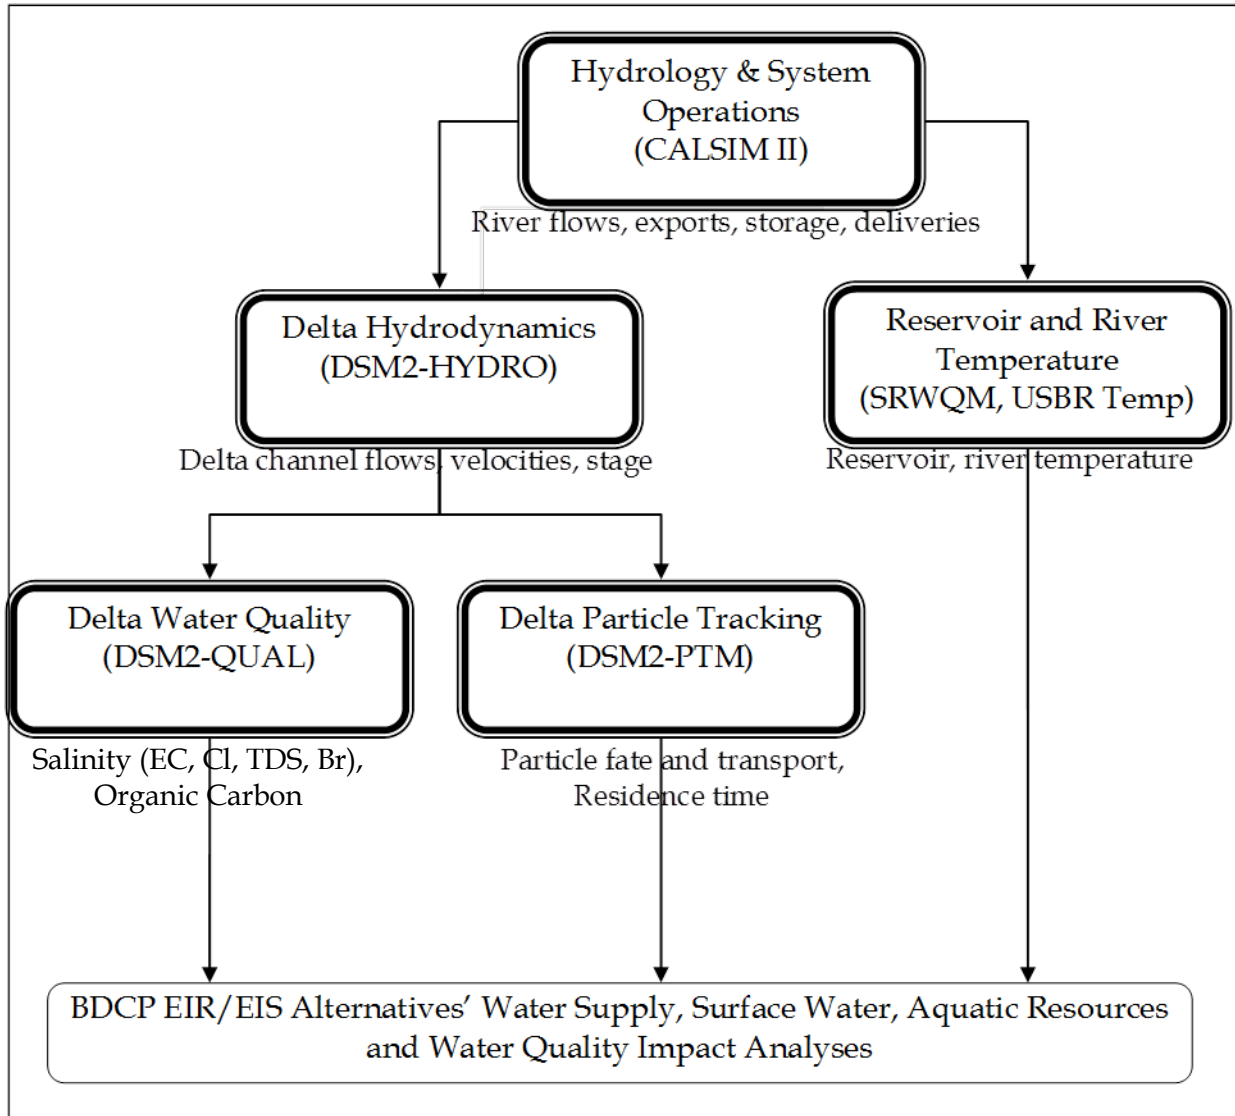 Hydrology & System
Operations
(CALSIM II)
River flows, exports, storage, deliveries
Delta Hydrodynamics
(DSM2-HYDRO)
Reservoir and River
Temperature
(SRWQM, USBR Temp)
Delta channel flows, velocities, stage
Reservoir, river temperature
Delta Water Quality
(DSM2-QUAL)
Delta Particle Tracking
(DSM2-PTM)
Salinity (EC, Cl, TDS, Br),
Organic Carbon
Particle fate and transport,
Residence time
BDCP EIR/EIS Alternatives’ Water Supply, Surface Water, Aquatic Resources
and Water Quality Impact Analyses